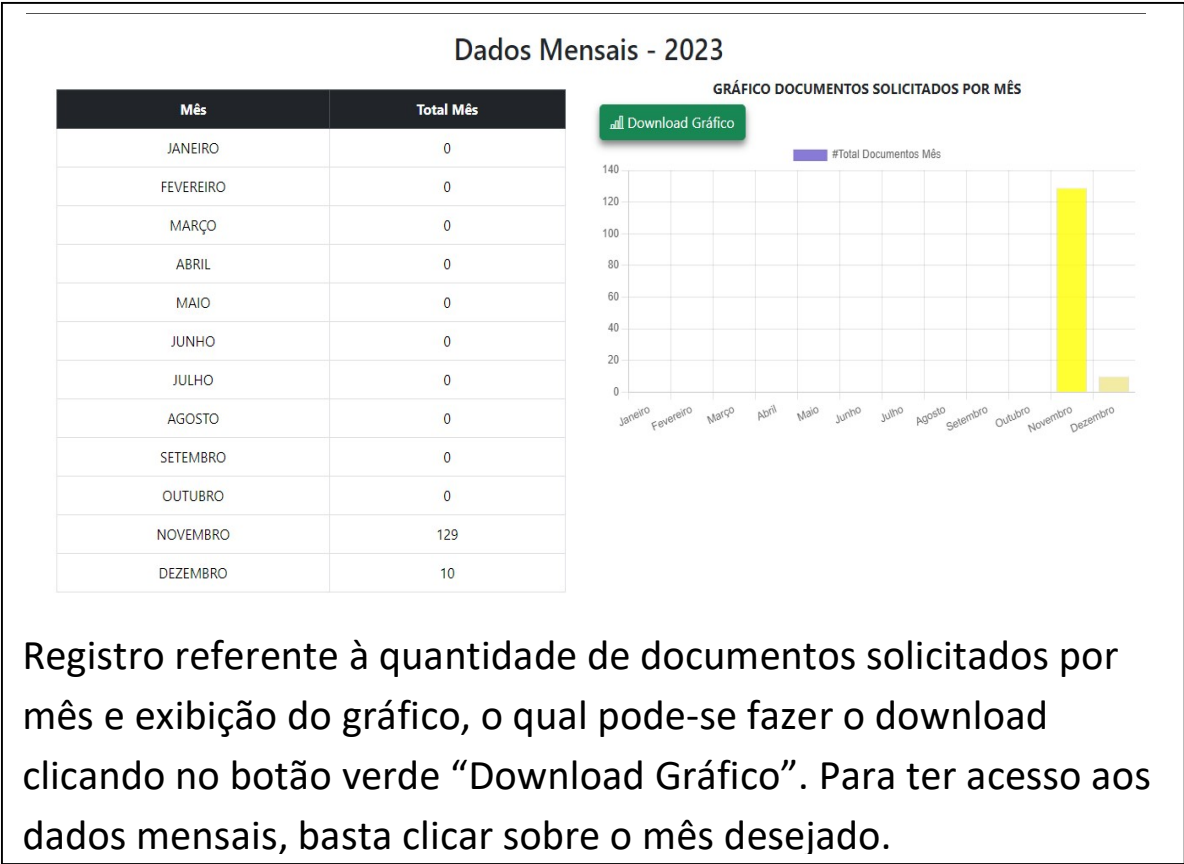 Dados Mensais - 2023
Mês Total Mês
JANEIRO 0
FEVEREIRO 0
MARÇO 0
ABRIL 0
MAIO 0
JUNHO 0
JULHO 0
AGOSTO 0
SETEMBRO 0
OUTUBRO 0
NOVEMBRO 129
DEZEMBRO 10
GRÁFICO DOCUMENTOS SOLICITADOS POR MÊS
Download Gráfico
#Total Documentos Mês
140
120
100
80
60
40
20
0
Janeiro Fevereiro Março Abril Maio Junho Julho Agosto Setembro Outubro Novembro Dezembro
Registro referente à quantidade de documentos solicitados por
mês e exibição do gráfico, o qual pode-se fazer o download
clicando no botão verde “Download Gráfico”. Para ter acesso aos
dados mensais, basta clicar sobre o mês desejado.